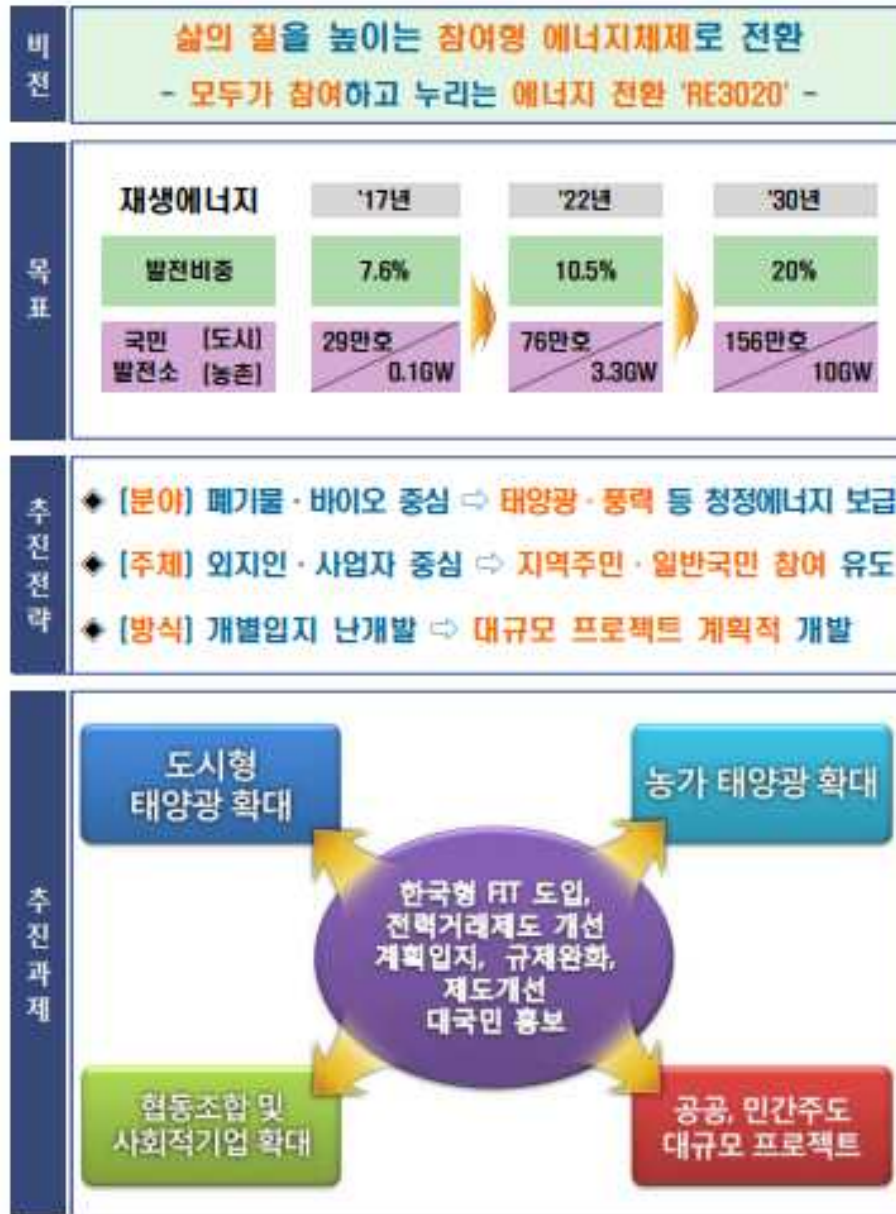 비전
삶의 질을 높이는 참여형 에너지체제로 전환
- 모두가 참여하고 누리는 에너지 전환 'RE3020' -
목표
재생에너지 '17년 '22년 '30년
발전비중 7.6% 10.5% 20%
국민 [도시] 29만호 76만호 156만호
발전소 [농촌] 0.1GW 3.3GW 10GW
추진전략
◆ [분야] 폐기물 · 바이오 중심 ⇨ 태양광 · 풍력 등 청정에너지 보급
◆ [주체] 외지인 · 사업자 중심 ⇨ 지역주민 · 일반국민 참여 유도
◆ [방식] 개별입지 난개발 ⇨ 대규모 프로젝트 계획적 개발
추진과제
도시형
태양광 확대
농가 태양광 확대
한국형 FIT 도입,
전력거래제도 개선
계획입지, 규제완화,
제도개선
대국민 홍보
협동조합 및
사회적기업 확대
공공, 민간주도
대규모 프로젝트